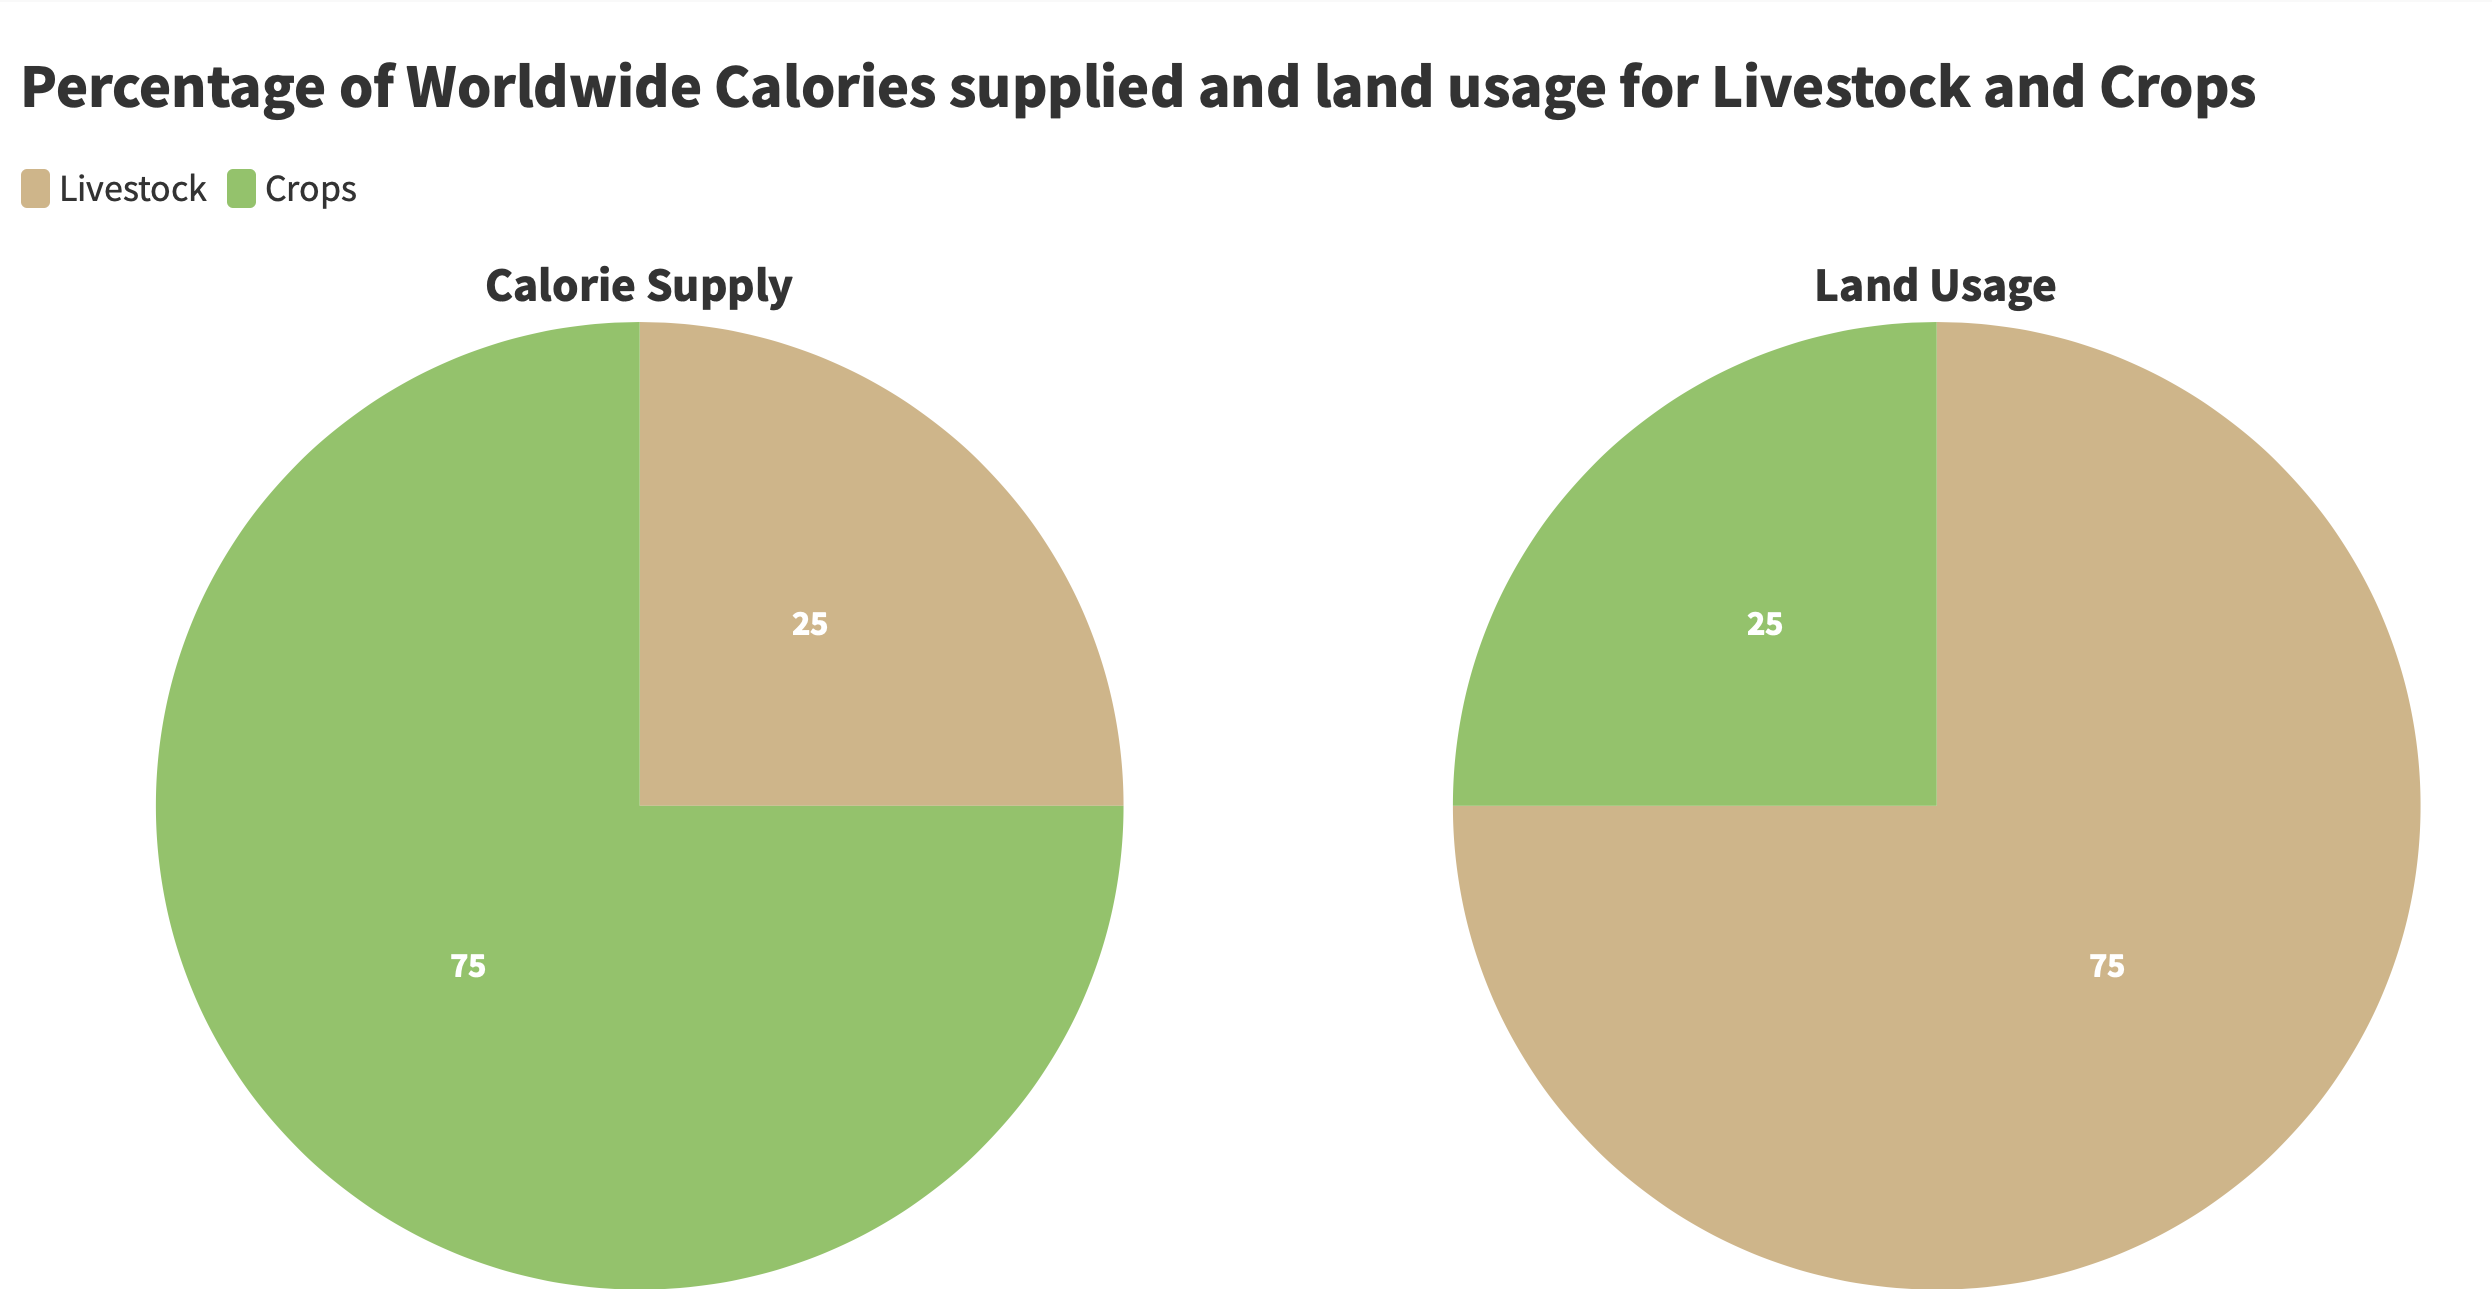 Percentage of Worldwide Calories supplied and land usage for Livestock and Crops
Livestock Crops
Calorie Supply
25
75
Land Usage
25
75